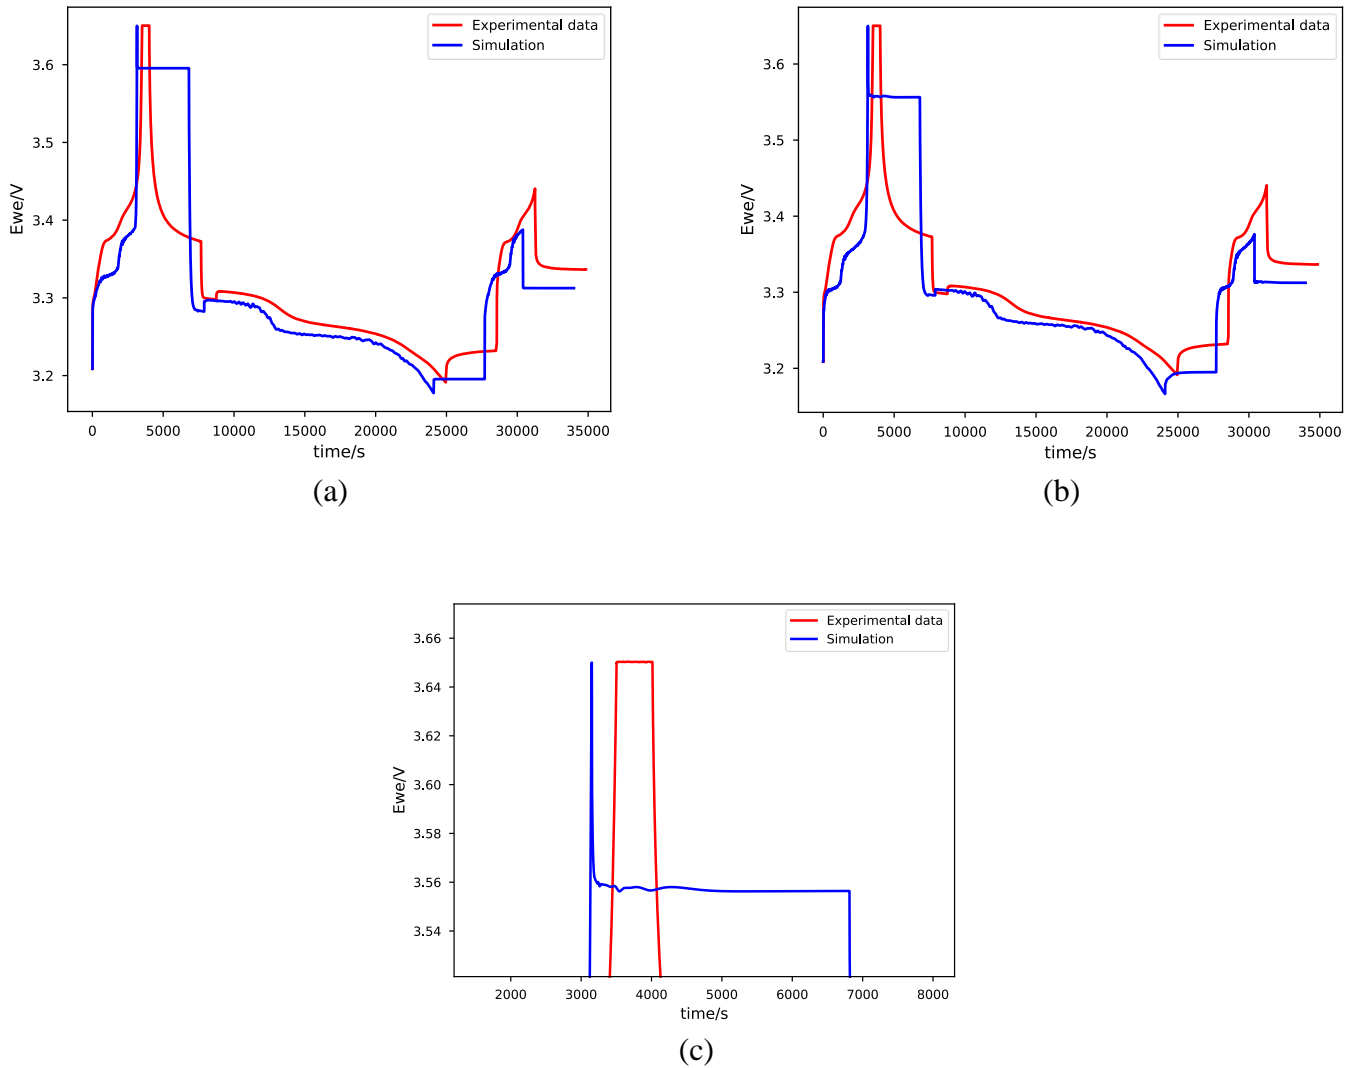 Experimental data
Simulation
3.6
3.5
3.4
3.3
3.2
Ewe/V
0 5000 10000 15000 20000 25000 30000 35000
time/s
(a)
Experimental data
Simulation
3.6
3.5
3.4
3.3
3.2
Ewe/V
0 5000 10000 15000 20000 25000 30000 35000
time/s
(b)
Experimental data
Simulation
3.66
3.64
3.62
3.60
3.58
3.56
3.54
Ewe/V
2000 3000 4000 5000 6000 7000 8000
time/s
(c)